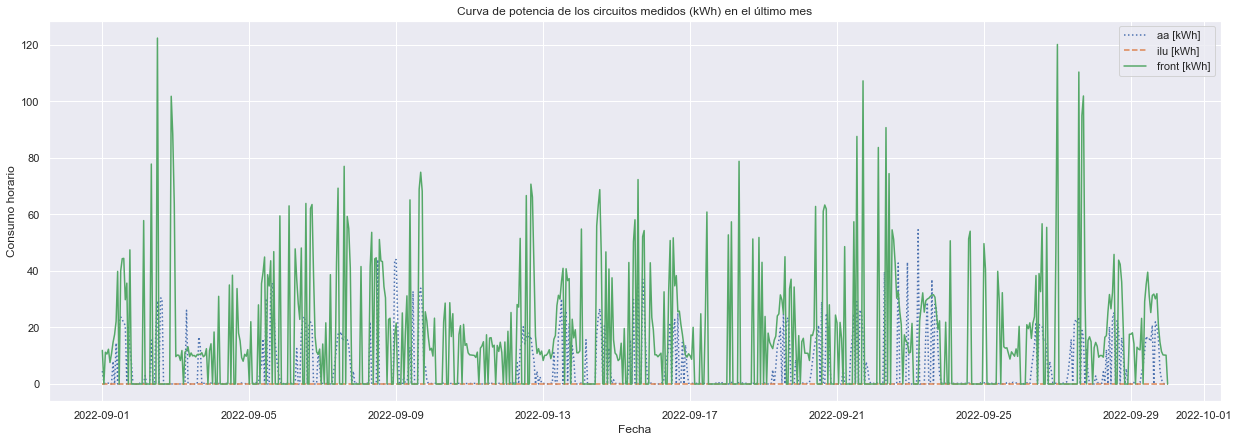 Curva de potencia de los circuitos medidos (kWh) en el último mes
aa [kWh]
ilu [kWh]
front [kWh]
Consumo horario
120
100
80
60
40
20
0
2022-09-01
2022-09-05
2022-09-09
2022-09-13
2022-09-17
2022-09-21
2022-09-25
2022-09-29
2022-10-01
Fecha